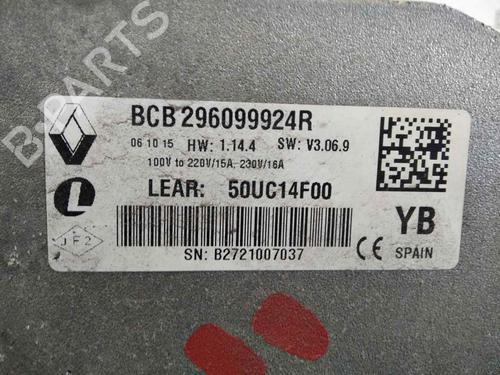 B-PARTS
BCB 296099924R
06 10 15 HW: 1.14.4 SW: V3.06.9
100V to 220V/15A, 230V/16A
LEAR: 50UC14F00
JE2
YB
CE SPAIN
SN: B2721007037